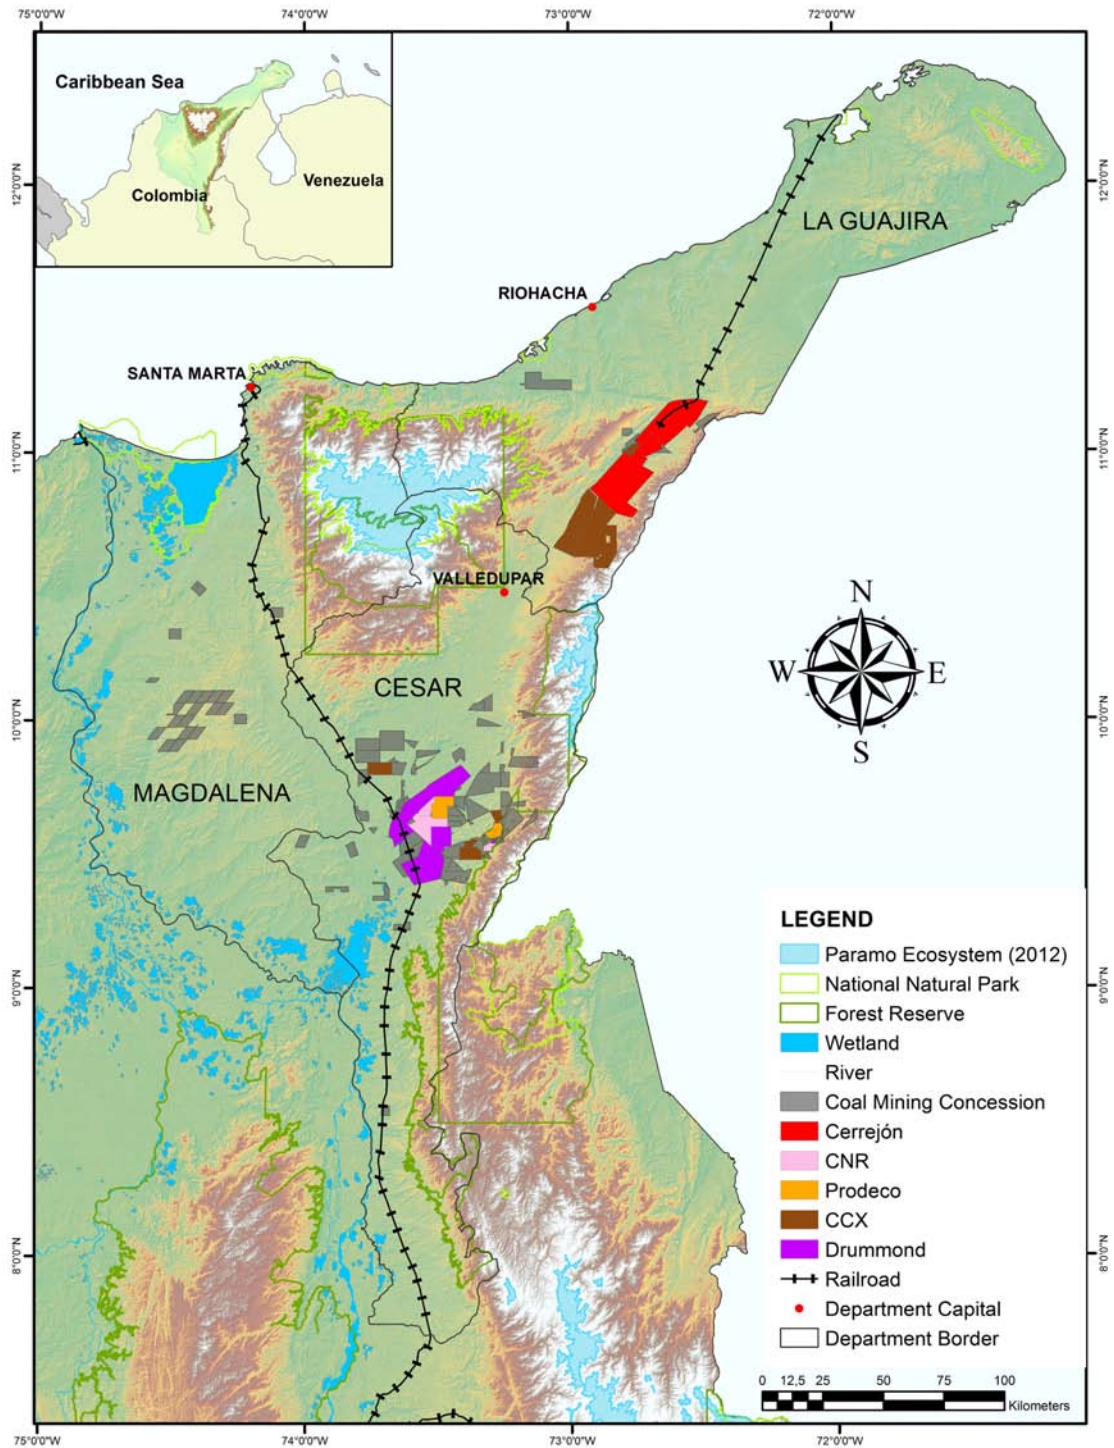 75°0'0"W 74°0'0"W 73°0'0"W 72°0'0"W
Caribbean Sea
Colombia
Venezuela
12°0'0"N
12°0'0"N
LA GUAJIRA
RIOHACHA
SANTA MARTA
11°0'0"N
11°0'0"N
VALLEDUPAR
N
W E
S
CESAR
10°0'0"N
10°0'0"N
MAGDALENA
9°0'0"N
9°0'0"N
8°0'0"N
8°0'0"N
LEGEND
Paramo Ecosystem (2012)
National Natural Park
Forest Reserve
Wetland
River
Coal Mining Concession
Cerrejón
CNR
Prodeco
CCX
Drummond
Railroad
Department Capital
Department Border
0 12,5 25 50 75 100
Kilometers
75°0'0"W 74°0'0"W 73°0'0"W 72°0'0"W